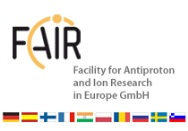 FAIR
Facility for Antiproton
and Ion Research
in Europe GmbH